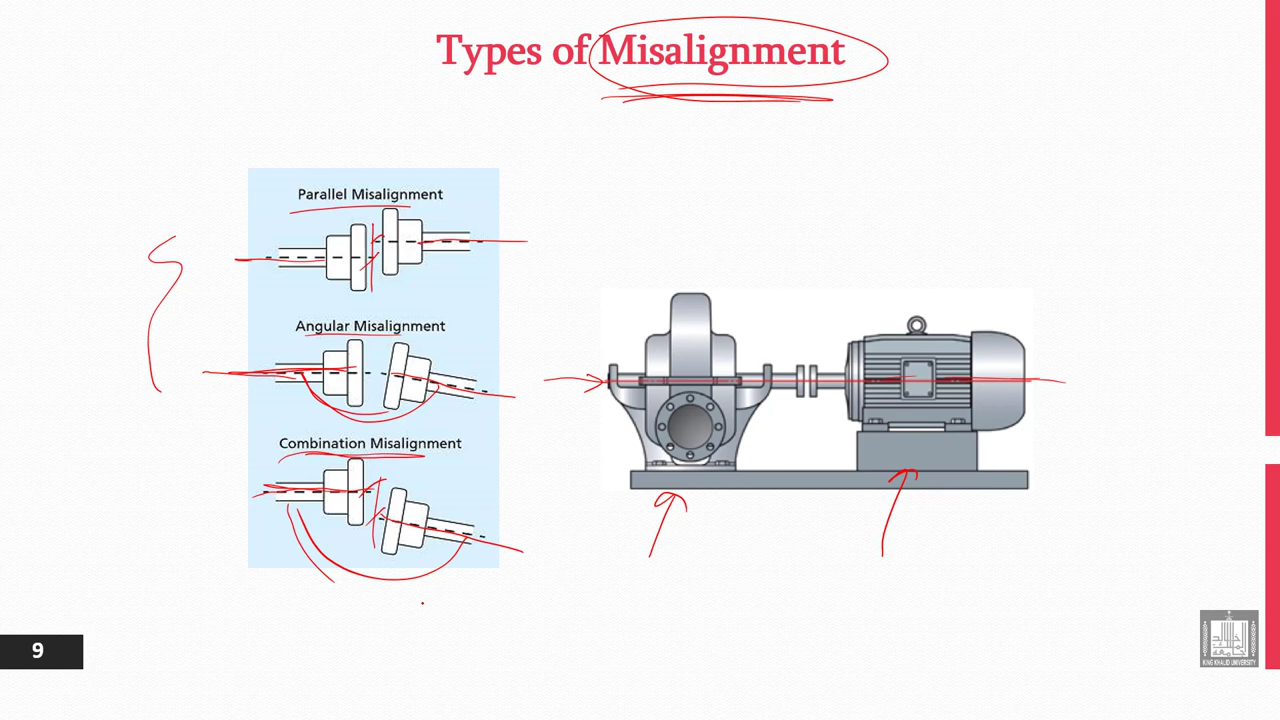 Types of Misalignment
Parallel Misalignment
Angular Misalignment
Combination Misalignment
9
KING KHALID UNIVERSITY